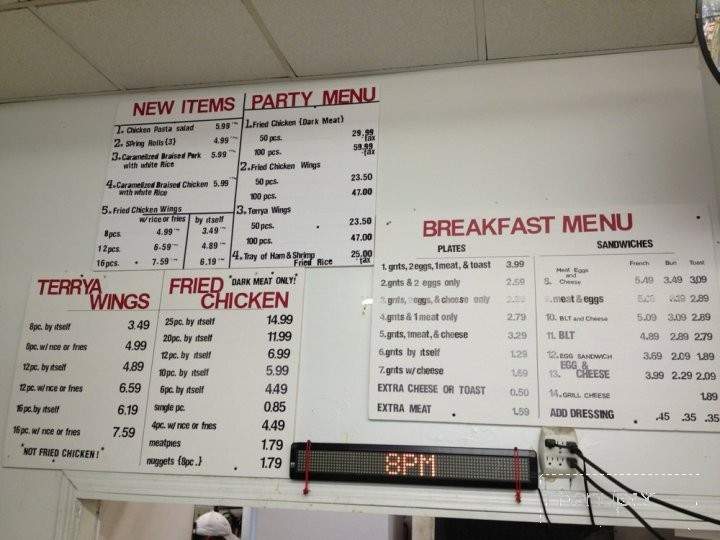 NEW ITEMS
1. Chicken Pasta salad 5.99
2. SPring Rolls {3} 4.99
3. Caramelized Braised Pork 5.99
with white Rice
4. Caramelized Braised Chicken 5.99
with white Rice
5. Fried Chicken Wings
w/ rice or fries by itself
8pcs. 4.99 3.49
12pcs. 6.59 4.89
16pcs. 7.59 6.19
PARTY MENU
1. Fried Chicken {Dark Meat}
50 pcs. 29.99
tax
100 pcs. 59.99
tax
2. Fried Chicken Wings
50 pcs. 23.50
100 pcs. 47.00
3. Terrya Wings
50 pcs. 23.50
100 pcs. 47.00
4. Tray of Ham & Shrimp 25.00
Fried Rice tax
TERRYA
WINGS
8pc. by itself 3.49
8pc. w/ rice or fries 4.99
12pc. by itself 4.89
12pc. w/ rice or fries 6.59
16pc. by itself 6.19
16pc. w/ rice or fries 7.59
*NOT FRIED CHICKEN!
FRIED *DARK MEAT ONLY!
CHICKEN
25pc. by itself 14.99
20pc. by itself 11.99
12pc. by itself 6.99
10pc. by itself 5.99
6pc. by itself 4.49
single pc. 0.85
4pc. w/ rice or fries 4.49
meatpies 1.79
nuggets {8pc.} 1.79
BREAKFAST MENU
PLATES
1. grits, 2eggs, 1meat, & toast 3.99
2. grits & 2 eggs only 2.59
3. grits, 2eggs, & cheese only
4. grits & 1 meat only 2.79
5. grits, 1meat, & cheese 3.29
6. grits by itself 1.29
7. grits w/ cheese 1.59
EXTRA CHEESE OR TOAST 0.50
EXTRA MEAT 1.59
SANDWICHES
French Bun Toast
8. Meat Eggs and Cheese 5.49 3.49 3.09
9. meat & eggs 2.89
10. BLT and Cheese 5.09 3.09 2.89
11. BLT 4.89 2.89 2.79
12. EGG SANDWICH 3.69 2.09 1.89
13. EGG & CHEESE 3.99 2.29 2.09
14. GRILL CHEESE 1.89
ADD DRESSING .45 .35 .35
8PM